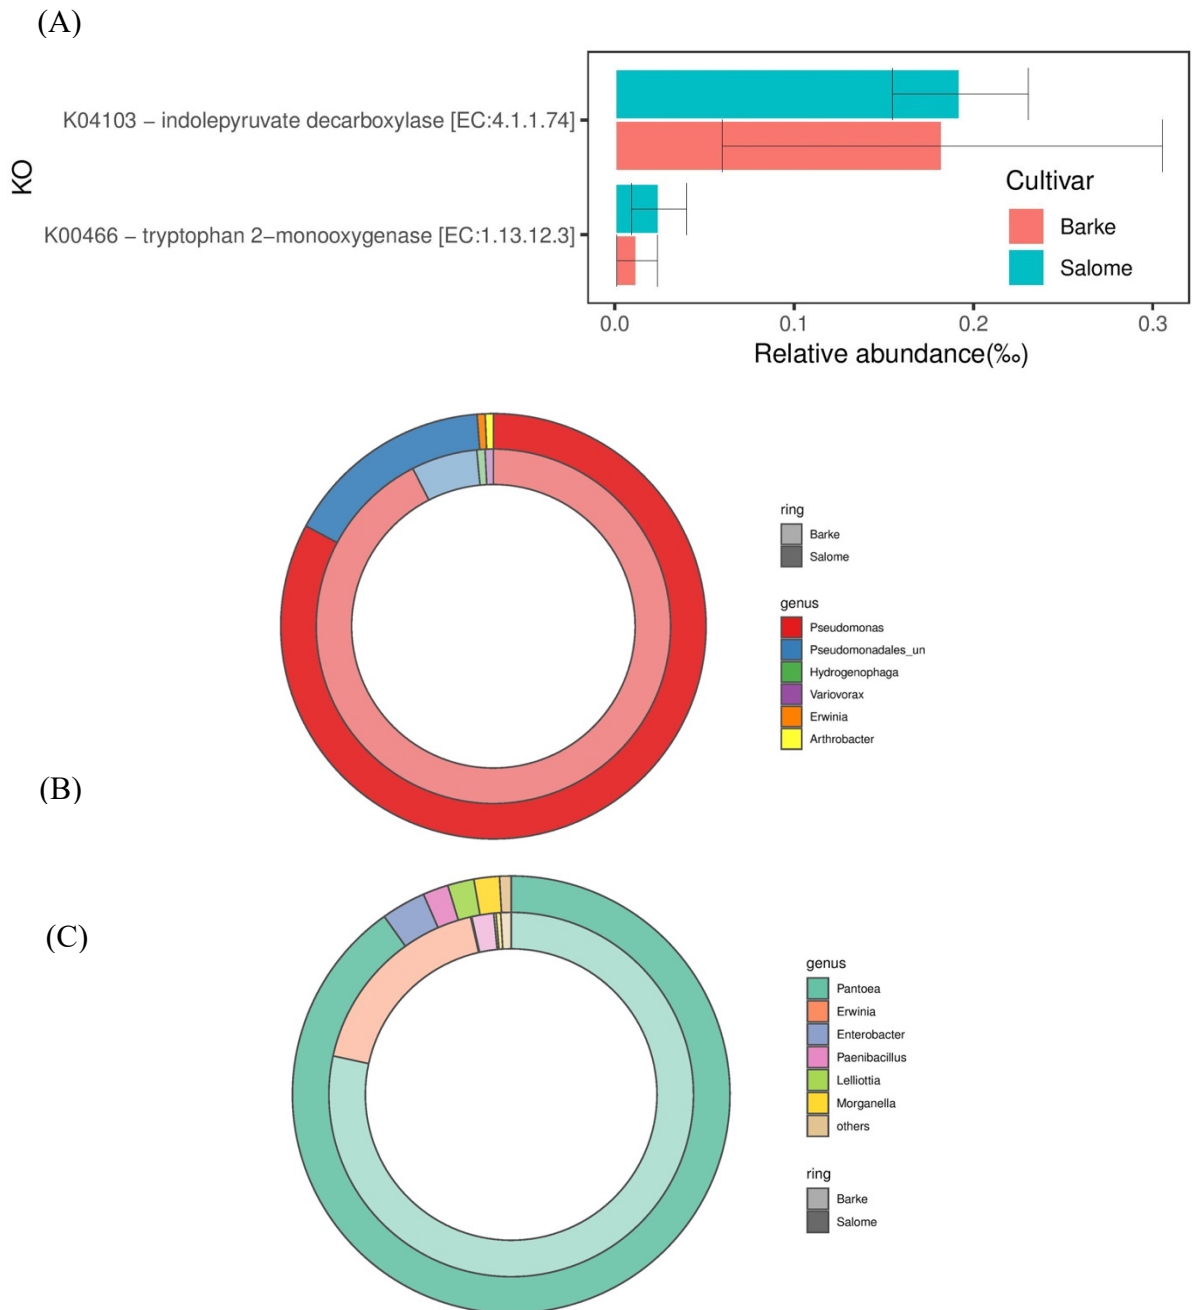 (A)
KO
K04103 – indolepyruvate decarboxylase [EC:4.1.1.74]
K00466 – tryptophan 2−monooxygenase [EC:1.13.12.3]
Cultivar
Barke
Salome
0.0 0.1 0.2 0.3
Relative abundance(‰)
ring
Barke
Salome
genus
Pseudomonas
Pseudomonadales_un
Hydrogenophaga
Variovorax
Erwinia
Arthrobacter
(B)
(C)
genus
Pantoea
Erwinia
Enterobacter
Paenibacillus
Lelliottia
Morganella
others
ring
Barke
Salome